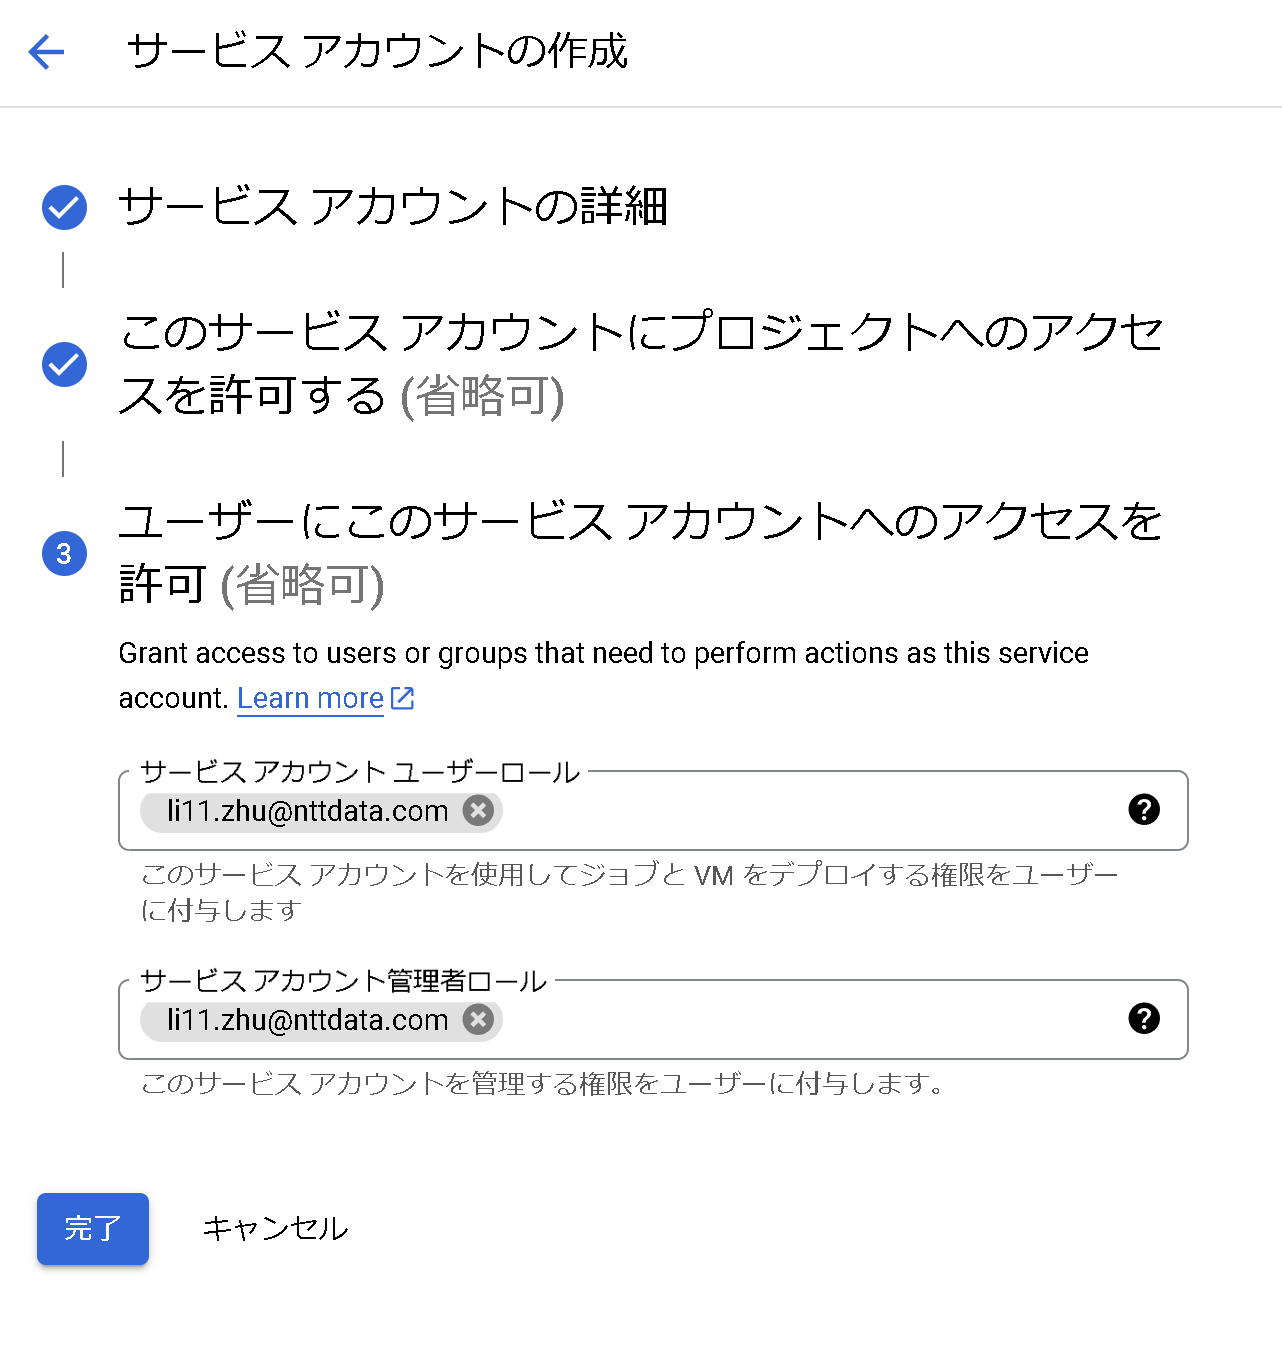 サービス アカウントの作成
サービス アカウントの詳細
このサービス アカウントにプロジェクトへのアクセ
スを許可する (省略可)
3
ユーザーにこのサービス アカウントへのアクセスを
許可 (省略可)
Grant access to users or groups that need to perform actions as this service
account. Learn more
サービス アカウント ユーザーロール
li11.zhu@nttdata.com
このサービス アカウントを使用してジョブと VM をデプロイする権限をユーザー
に付与します
サービス アカウント管理者ロール
li11.zhu@nttdata.com
このサービス アカウントを管理する権限をユーザーに付与します。
完了 キャンセル